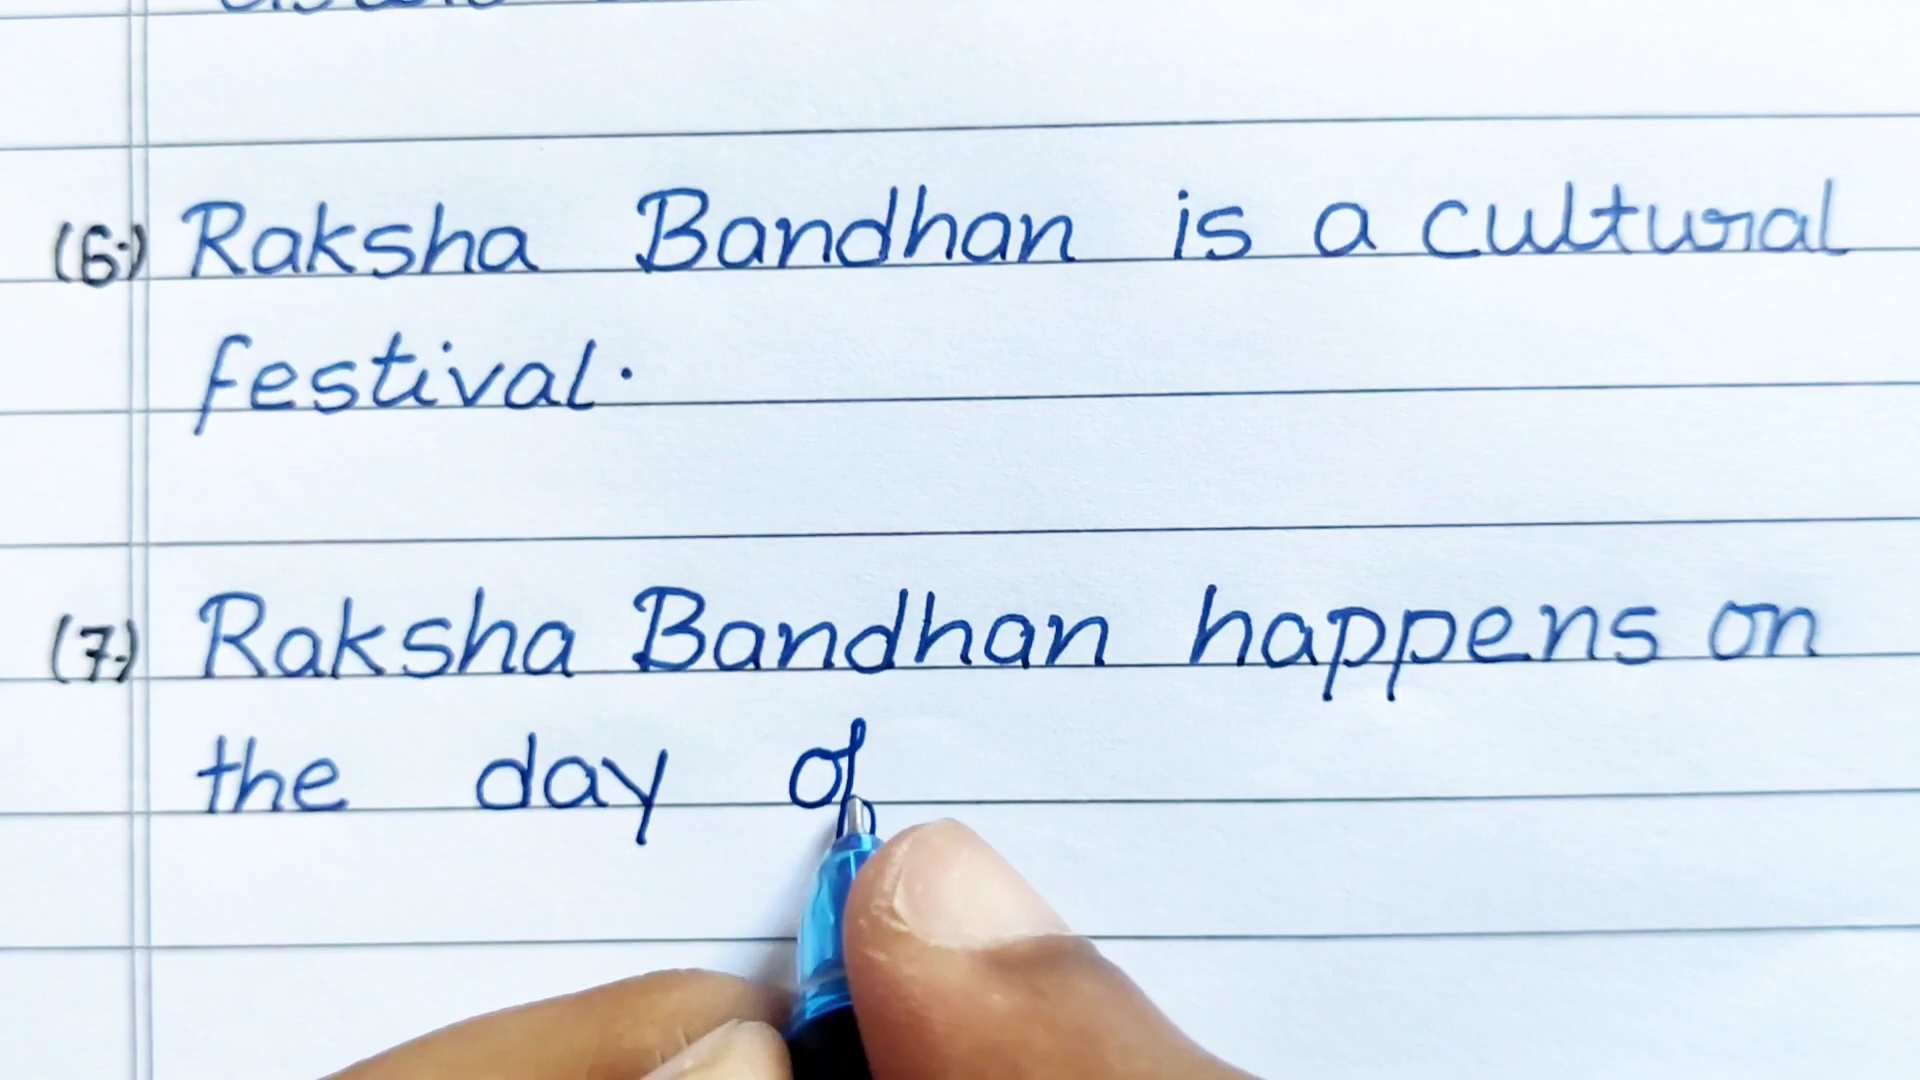 (6.) Raksha Bandhan is a cultural
festival.
(7.) Raksha Bandhan happens on
the day of